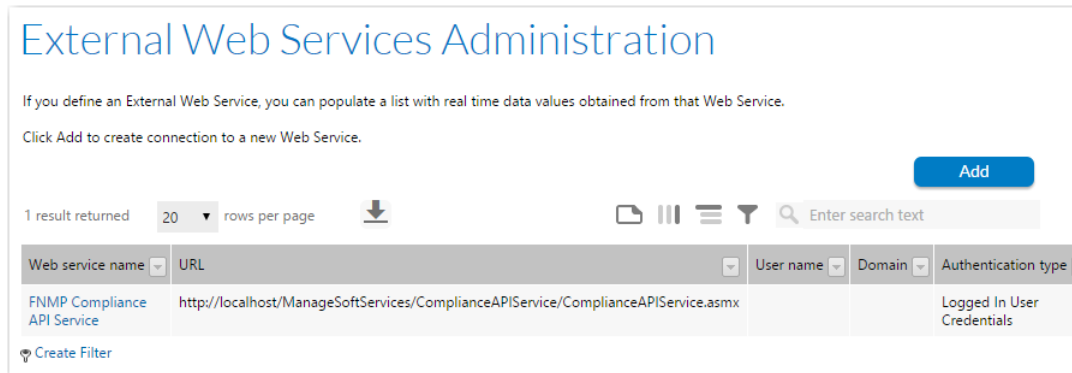 External Web Services Administration
If you define an External Web Service, you can populate a list with real time data values obtained from that Web Service.
Click Add to create connection to a new Web Service.
Add
1 result returned 20 rows per page Enter search text
Web service name URL User name Domain Authentication type
FNMP Compliance http://localhost/ManageSoftServices/ComplianceAPIService/ComplianceAPIService.asmx Logged In User
API Service Credentials
Create Filter